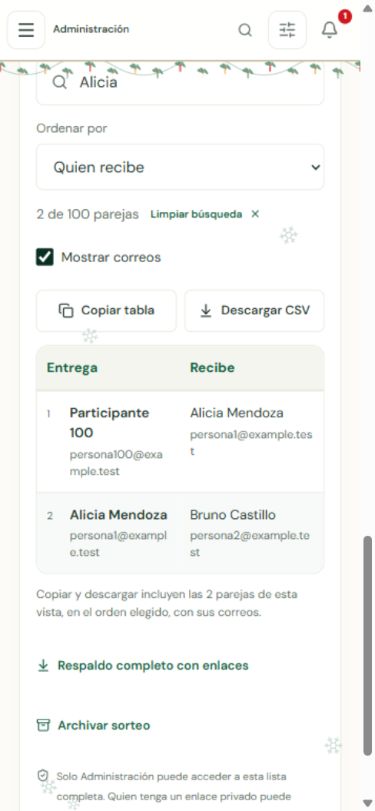 Administración
1
Alicia
Ordenar por
Quien recibe
2 de 100 parejas Limpiar búsqueda ×
Mostrar correos
Copiar tabla Descargar CSV
Entrega Recibe
1 Participante 100 Alicia Mendoza
persona100@exa
mple.test
persona1@example.tes
t
2 Alicia Mendoza Bruno Castillo
persona1@exampl
e.test
persona2@example.te
st
Copiar y descargar incluyen las 2 parejas de esta
vista, en el orden elegido, con sus correos.
Respaldo completo con enlaces
Archivar sorteo
Solo Administración puede acceder a esta lista
completa. Quien tenga un enlace privado puede